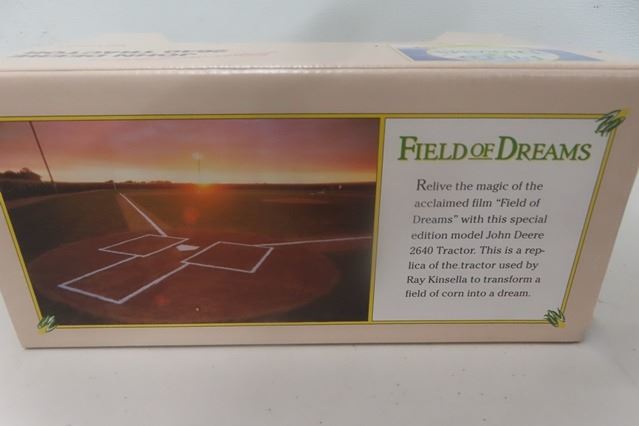 FIELD OF DREAMS
Relive the magic of the
acclaimed film "Field of
Dreams" with this special
edition model John Deere
2640 Tractor. This is a rep-
lica of the tractor used by
Ray Kinsella to transform a
field of corn into a dream.